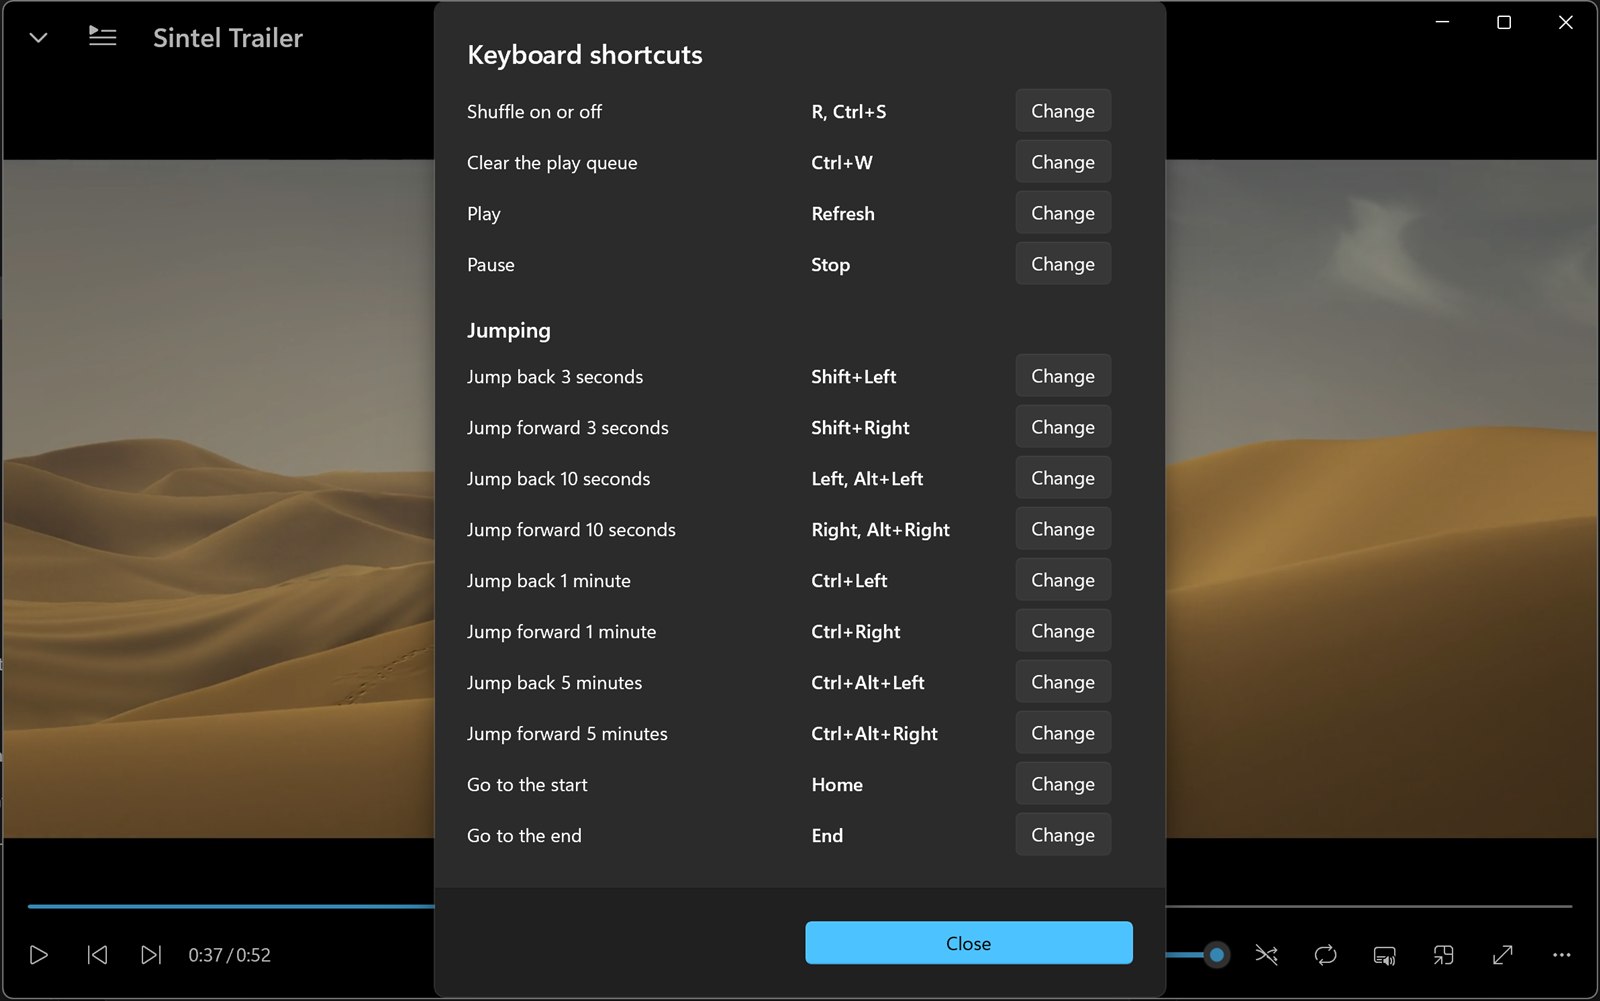 Sintel Trailer
Keyboard shortcuts
Shuffle on or off R, Ctrl+S Change
Clear the play queue Ctrl+W Change
Play Refresh Change
Pause Stop Change
Jumping
Jump back 3 seconds Shift+Left Change
Jump forward 3 seconds Shift+Right Change
Jump back 10 seconds Left, Alt+Left Change
Jump forward 10 seconds Right, Alt+Right Change
Jump back 1 minute Ctrl+Left Change
Jump forward 1 minute Ctrl+Right Change
Jump back 5 minutes Ctrl+Alt+Left Change
Jump forward 5 minutes Ctrl+Alt+Right Change
Go to the start Home Change
Go to the end End Change
Close
0:37/0:52